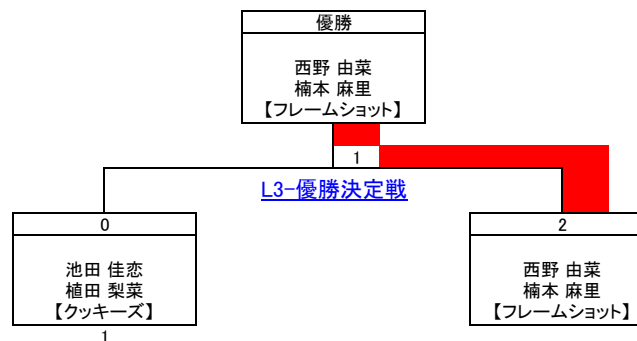 優勝
西野 由菜
楠本 麻里
【フレームショット】
1
L3-優勝決定戦
0
池田 佳恋
植田 梨菜
【クッキーズ】
1
2
西野 由菜
楠本 麻里
【フレームショット】